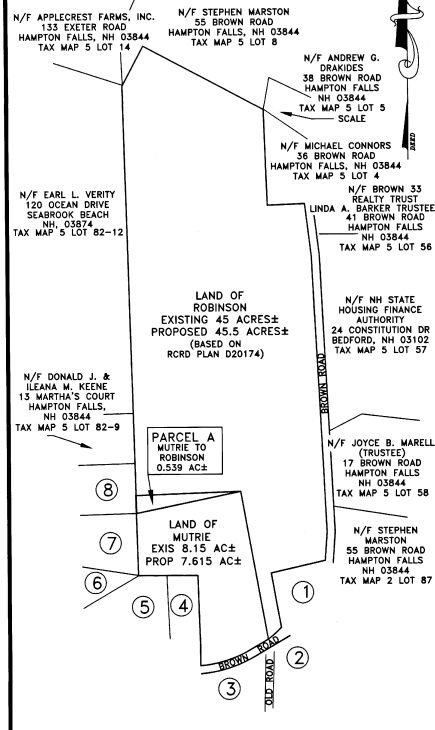 N/F APPLECREST FARMS, INC.
133 EXETER ROAD
HAMPTON FALLS, NH 03844
TAX MAP 5 LOT 14
N/F STEPHEN MARSTON
55 BROWN ROAD
HAMPTON FALLS, NH 03844
TAX MAP 5 LOT 8
N/F ANDREW G.
DRAKIDES
38 BROWN ROAD
HAMPTON FALLS
NH 03844
TAX MAP 5 LOT 5
SCALE
DEED
N/F MICHAEL CONNORS
36 BROWN ROAD
HAMPTON FALLS, NH 03844
TAX MAP 5 LOT 4
N/F EARL L. VERITY
120 OCEAN DRIVE
SEABROOK BEACH
NH, 03874
TAX MAP 5 LOT 82-12
N/F BROWN 33
REALTY TRUST
LINDA A. BARKER TRUSTEE
41 BROWN ROAD
HAMPTON FALLS
NH 03844
TAX MAP 5 LOT 56
LAND OF
ROBINSON
EXISTING 45 ACRES±
PROPOSED 45.5 ACRES±
(BASED ON
RCRD PLAN D20174)
N/F NH STATE
HOUSING FINANCE
AUTHORITY
24 CONSTITUTION DR
BEDFORD, NH 03102
TAX MAP 5 LOT 57
BROWN ROAD
N/F DONALD J. &
ILEANA M. KEENE
13 MARTHA'S COURT
HAMPTON FALLS,
NH 03844
TAX MAP 5 LOT 82-9
PARCEL A
MUTRIE TO
ROBINSON
0.539 AC±
N/F JOYCE B. MARELL
(TRUSTEE)
17 BROWN ROAD
HAMPTON FALLS
NH 03844
TAX MAP 5 LOT 58
8
LAND OF
MUTRIE
EXIS 8.15 AC±
PROP 7.615 AC±
7
N/F STEPHEN
MARSTON
55 BROWN ROAD
HAMPTON FALLS
NH 03844
TAX MAP 2 LOT 87
6
5
4
1
BROWN ROAD
2
3
OLD ROAD